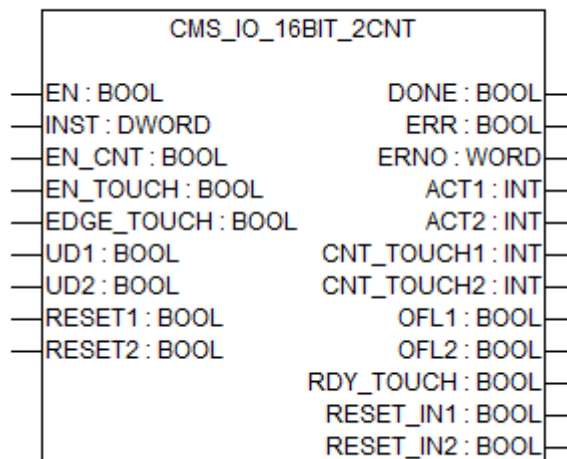 CMS_IO_16BIT_2CNT
EN : BOOL DONE : BOOL
INST : DWORD ERR : BOOL
EN_CNT : BOOL ERNO : WORD
EN_TOUCH : BOOL ACT1 : INT
EDGE_TOUCH : BOOL ACT2 : INT
UD1 : BOOL CNT_TOUCH1 : INT
UD2 : BOOL CNT_TOUCH2 : INT
RESET1 : BOOL OFL1 : BOOL
RESET2 : BOOL OFL2 : BOOL
RDY_TOUCH : BOOL
RESET_IN1 : BOOL
RESET_IN2 : BOOL